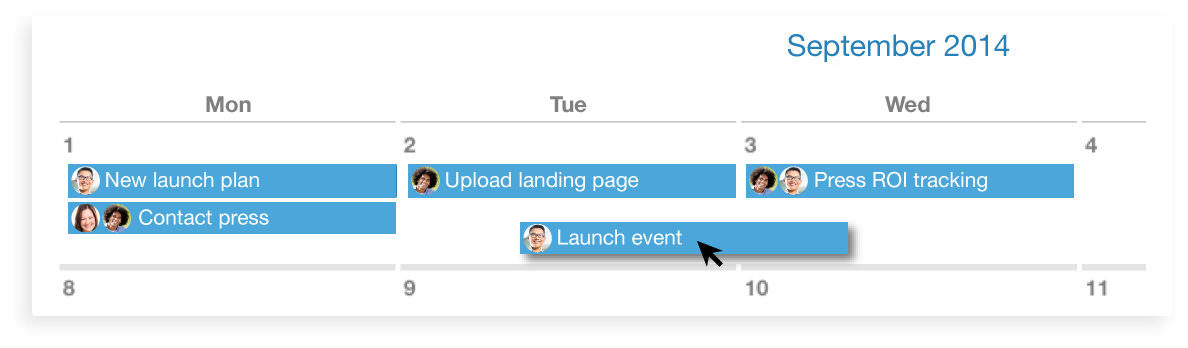 September 2014
Mon Tue Wed
1 2 3 4
New launch plan Upload landing page Press ROI tracking
Contact press
Launch event
8 9 10 11